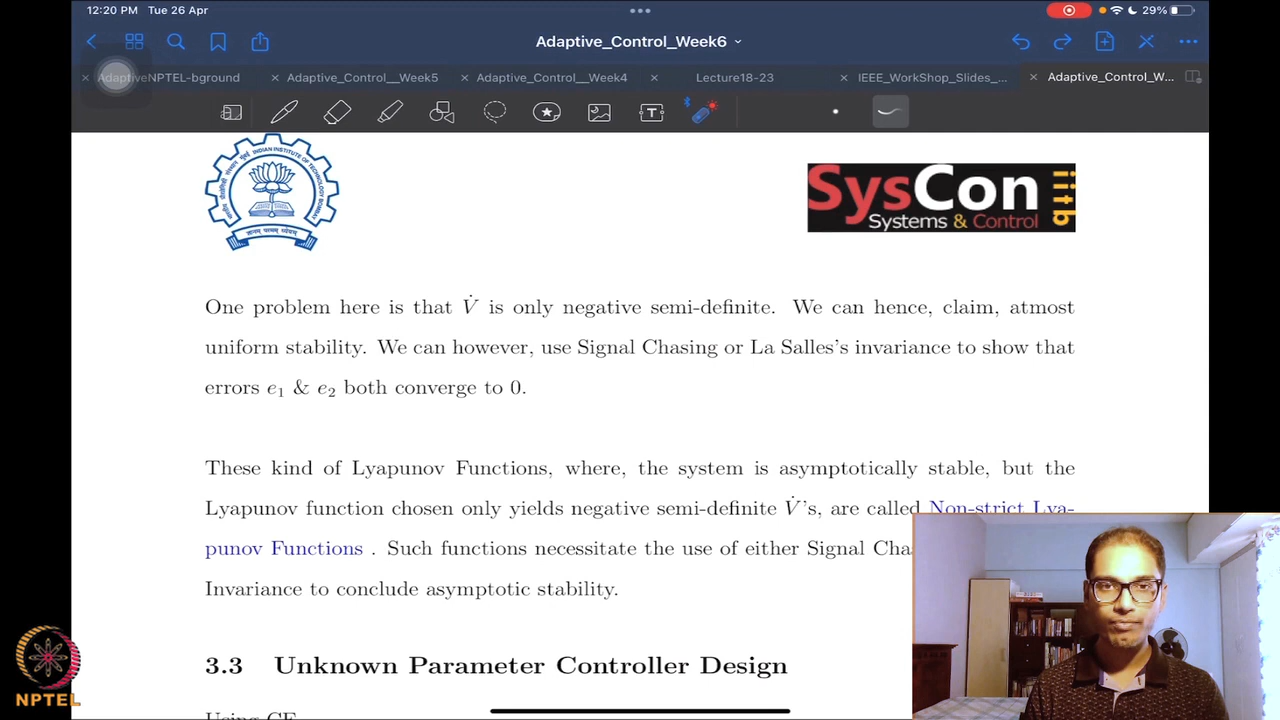 12:20 PM Tue 26 Apr
29%
Adaptive_Control_Week6
AdaptiveNPTEL-bground
Adaptive_Control__Week5
Adaptive_Control__Week4
Lecture18-23
IEEE_WorkShop_Slides_...
Adaptive_Control_W...
T
SysCon iitb
Systems & Control
One problem here is that V̇ is only negative semi-definite. We can hence, claim, atmost
uniform stability. We can however, use Signal Chasing or La Salles's invariance to show that
errors e₁ & e₂ both converge to 0.
These kind of Lyapunov Functions, where, the system is asymptotically stable, but the
Lyapunov function chosen only yields negative semi-definite V̇'s, are called Non-strict Lya-
punov Functions . Such functions necessitate the use of either Signal Cha
Invariance to conclude asymptotic stability.
3.3 Unknown Parameter Controller Design
Using CE
NPTEL